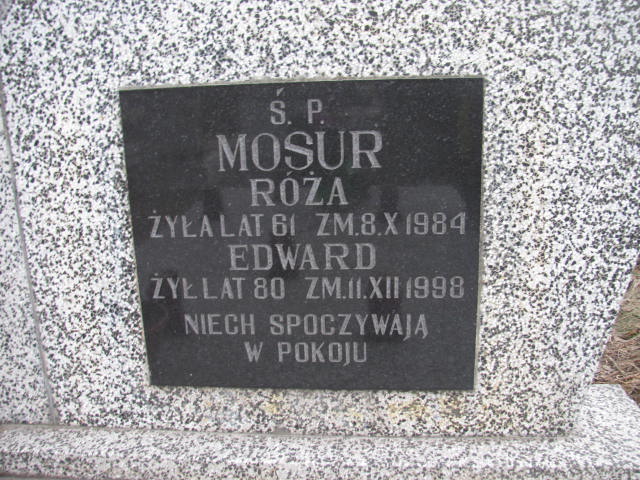 Ś. P.
MOSUR
RÓŻA
ŻYŁA LAT 61 ZM. 8.X 1984
EDWARD
ŻYŁ LAT 80 ZM. 11.XII 1998
NIECH SPOCZYWAJĄ
W POKOJU